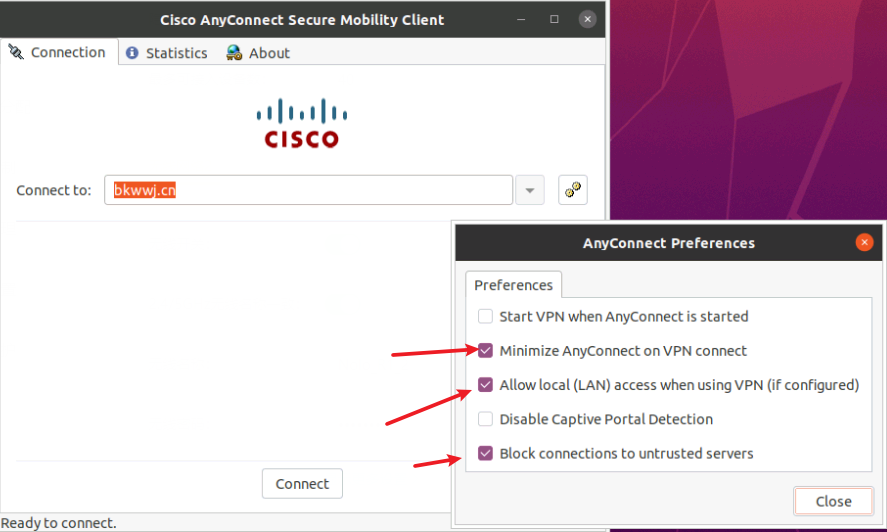 Cisco AnyConnect Secure Mobility Client
Connection Statistics About
CISCO
Connect to: bkwwj.cn
AnyConnect Preferences
Preferences
Start VPN when AnyConnect is started
Minimize AnyConnect on VPN connect
Allow local (LAN) access when using VPN (if configured)
Disable Captive Portal Detection
Block connections to untrusted servers
Connect
Close
Ready to connect.